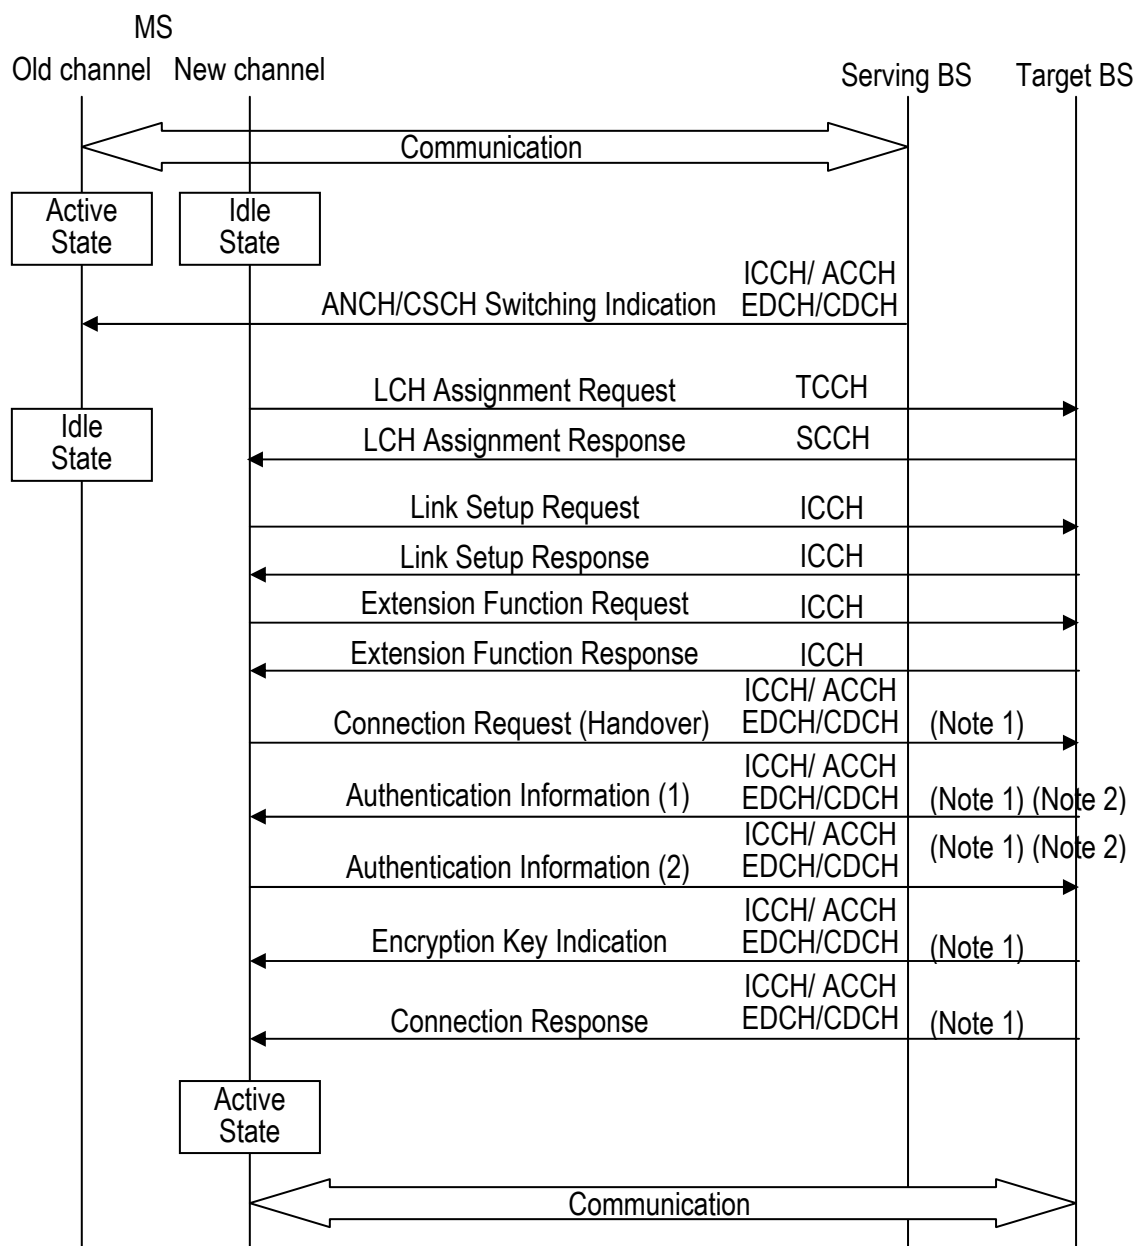 MS
Old channel New channel Serving BS Target BS
Communication
Active
State
Idle
State
ICCH/ ACCH
ANCH/CSCH Switching Indication EDCH/CDCH
LCH Assignment Request TCCH
Idle
State
LCH Assignment Response SCCH
Link Setup Request ICCH
Link Setup Response ICCH
Extension Function Request ICCH
Extension Function Response ICCH
ICCH/ ACCH
Connection Request (Handover) EDCH/CDCH (Note 1)
ICCH/ ACCH
Authentication Information (1) EDCH/CDCH (Note 1) (Note 2)
ICCH/ ACCH
Authentication Information (2) EDCH/CDCH (Note 1) (Note 2)
ICCH/ ACCH
Encryption Key Indication EDCH/CDCH (Note 1)
ICCH/ ACCH
Connection Response EDCH/CDCH (Note 1)
Active
State
Communication